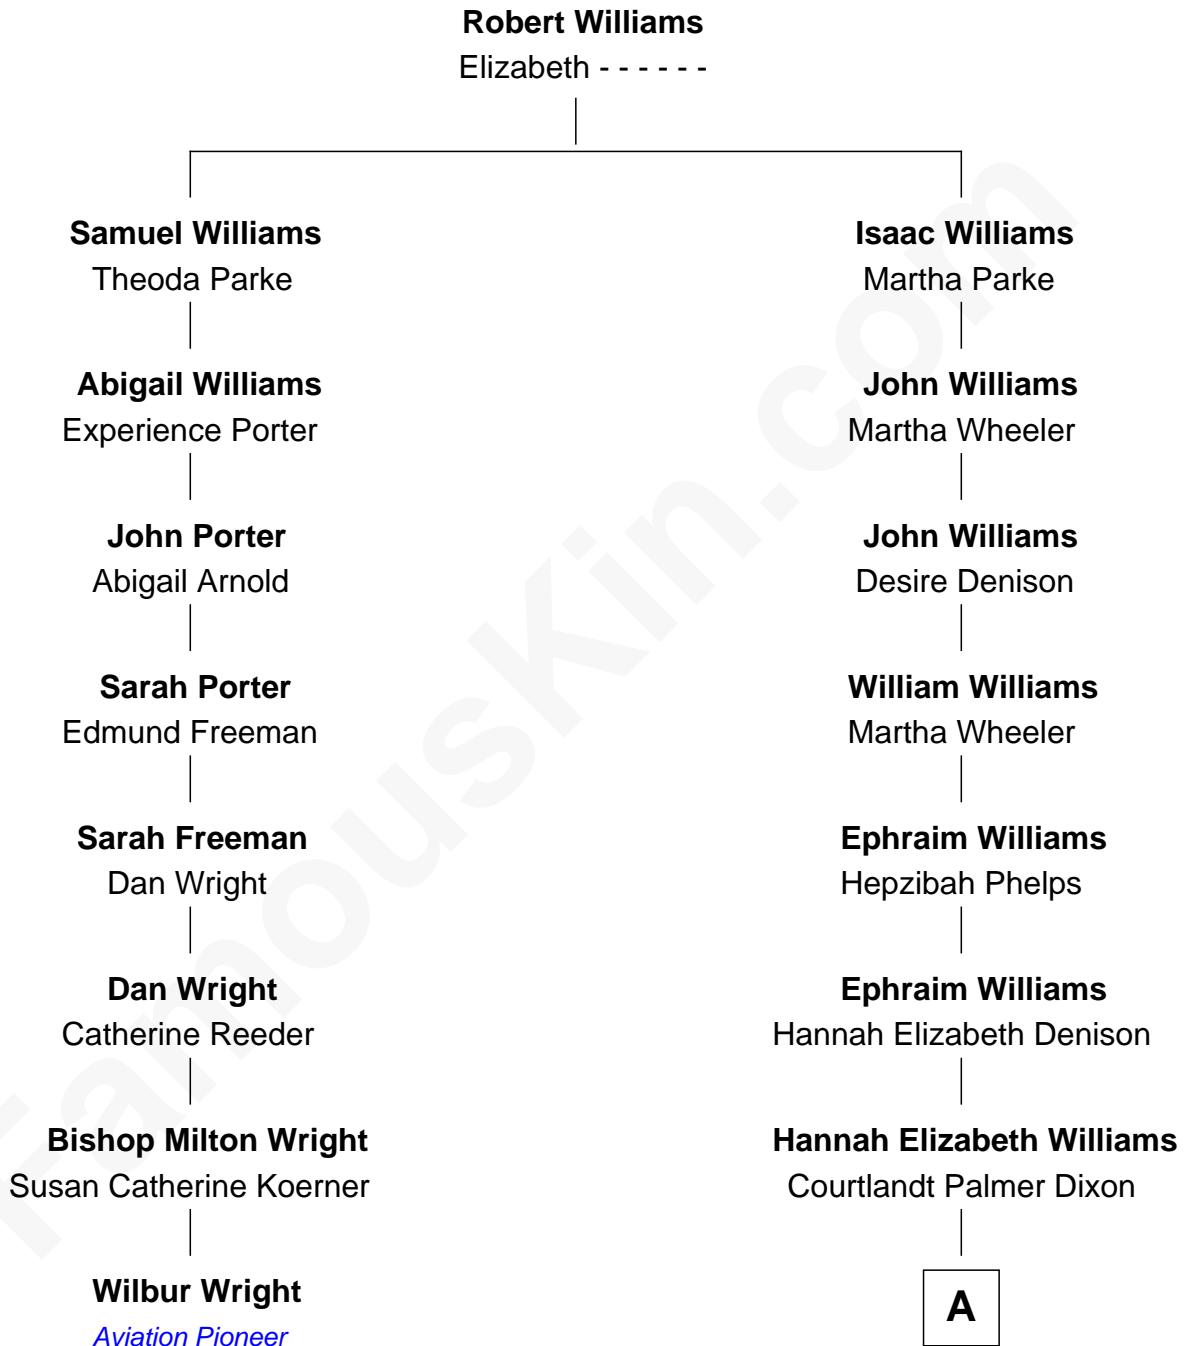 Robert Williams
Elizabeth - - - - - -
Samuel Williams
Theoda Parke
Isaac Williams
Martha Parke
Abigail Williams
Experience Porter
John Williams
Martha Wheeler
John Porter
Abigail Arnold
John Williams
Desire Denison
Sarah Porter
Edmund Freeman
William Williams
Martha Wheeler
Sarah Freeman
Dan Wright
Ephraim Williams
Hepzibah Phelps
Dan Wright
Catherine Reeder
Ephraim Williams
Hannah Elizabeth Denison
Bishop Milton Wright
Susan Catherine Koerner
Hannah Elizabeth Williams
Courtlandt Palmer Dixon
Wilbur Wright
Aviation Pioneer
A
FamousKin.com